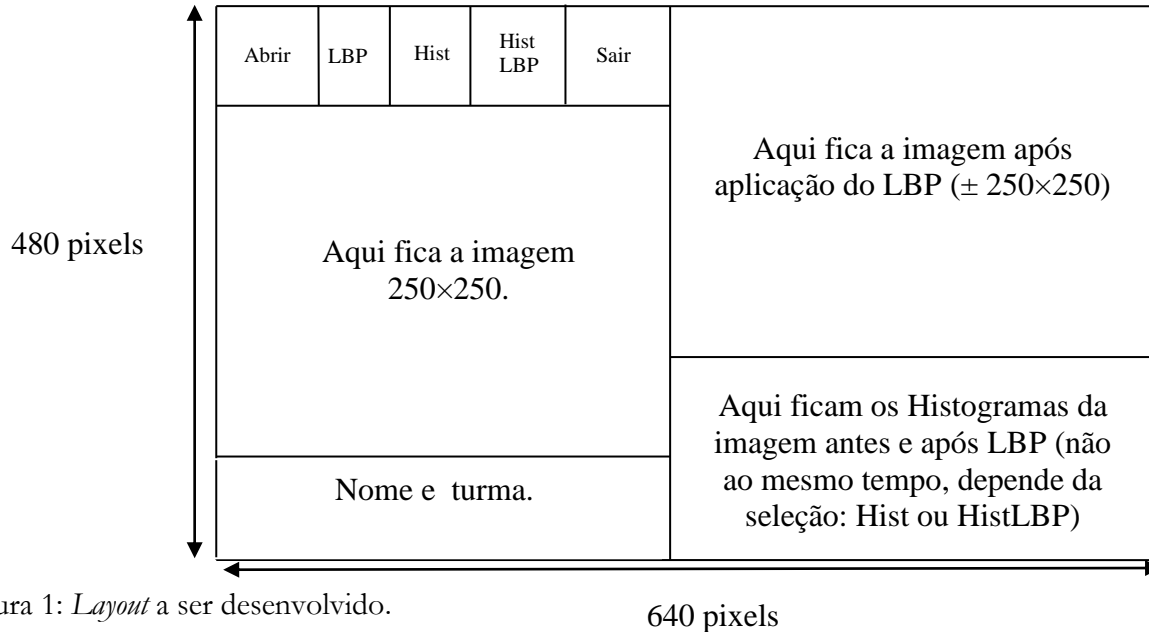 Abrir
LBP
Hist
Hist
LBP
Sair
Aqui fica a imagem após
aplicação do LBP (± 250×250)
480 pixels
Aqui fica a imagem
250×250.
Aqui ficam os Histogramas da
imagem antes e após LBP (não
ao mesmo tempo, depende da
seleção: Hist ou HistLBP)
Nome e turma.
ura 1: Layout a ser desenvolvido.
640 pixels